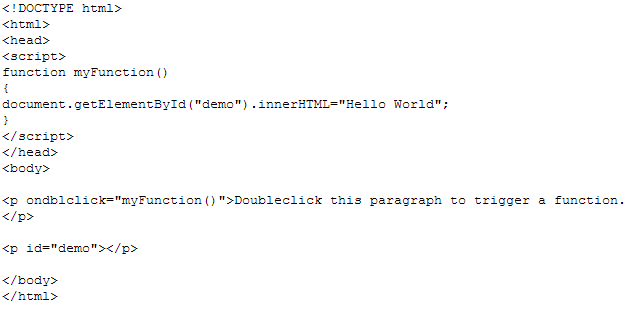 <!DOCTYPE html>
<html>
<head>
<script>
function myFunction()
{
document.getElementById("demo").innerHTML="Hello World";
}
</script>
</head>
<body>
<p ondblclick="myFunction()">Doubleclick this paragraph to trigger a function.
</p>
<p id="demo"></p>
</body>
</html>